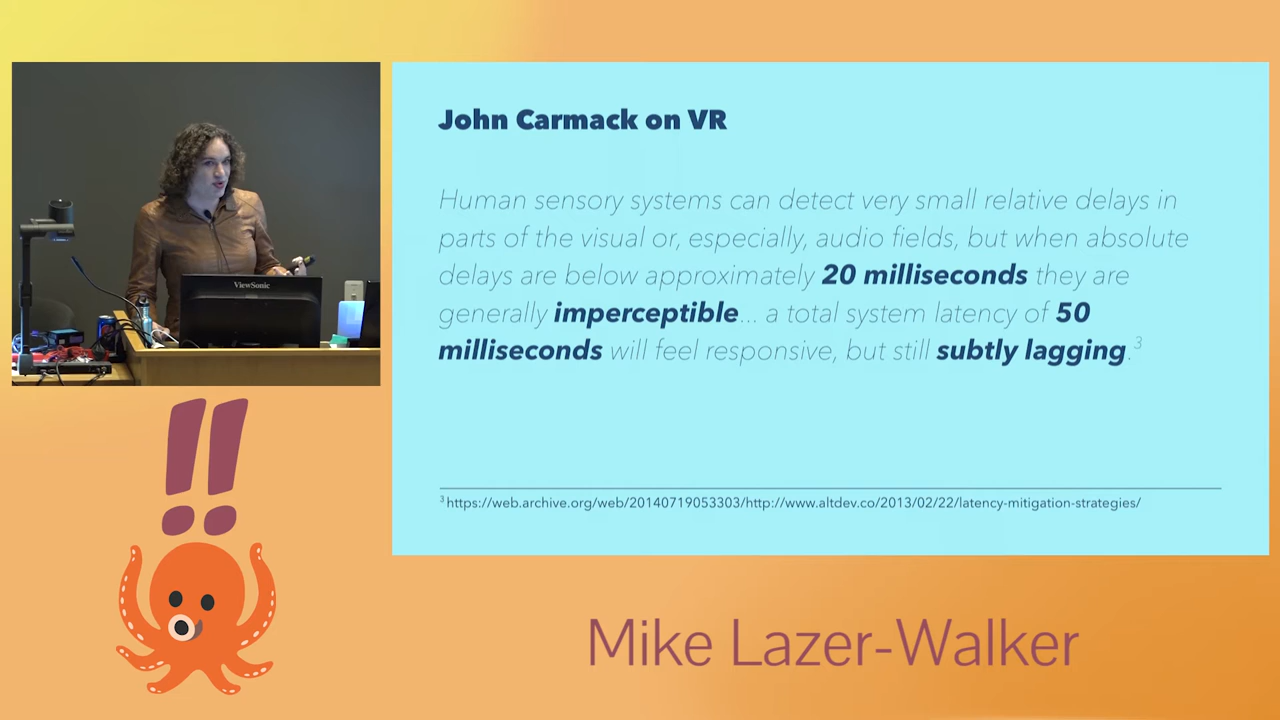 John Carmack on VR
Human sensory systems can detect very small relative delays in
parts of the visual or, especially, audio fields, but when absolute
delays are below approximately 20 milliseconds they are
generally imperceptible... a total system latency of 50
milliseconds will feel responsive, but still subtly lagging.3
3 https://web.archive.org/web/20140719053303/http://www.altdev.co/2013/02/22/latency-mitigation-strategies/
ViewSonic
!!
Mike Lazer-Walker